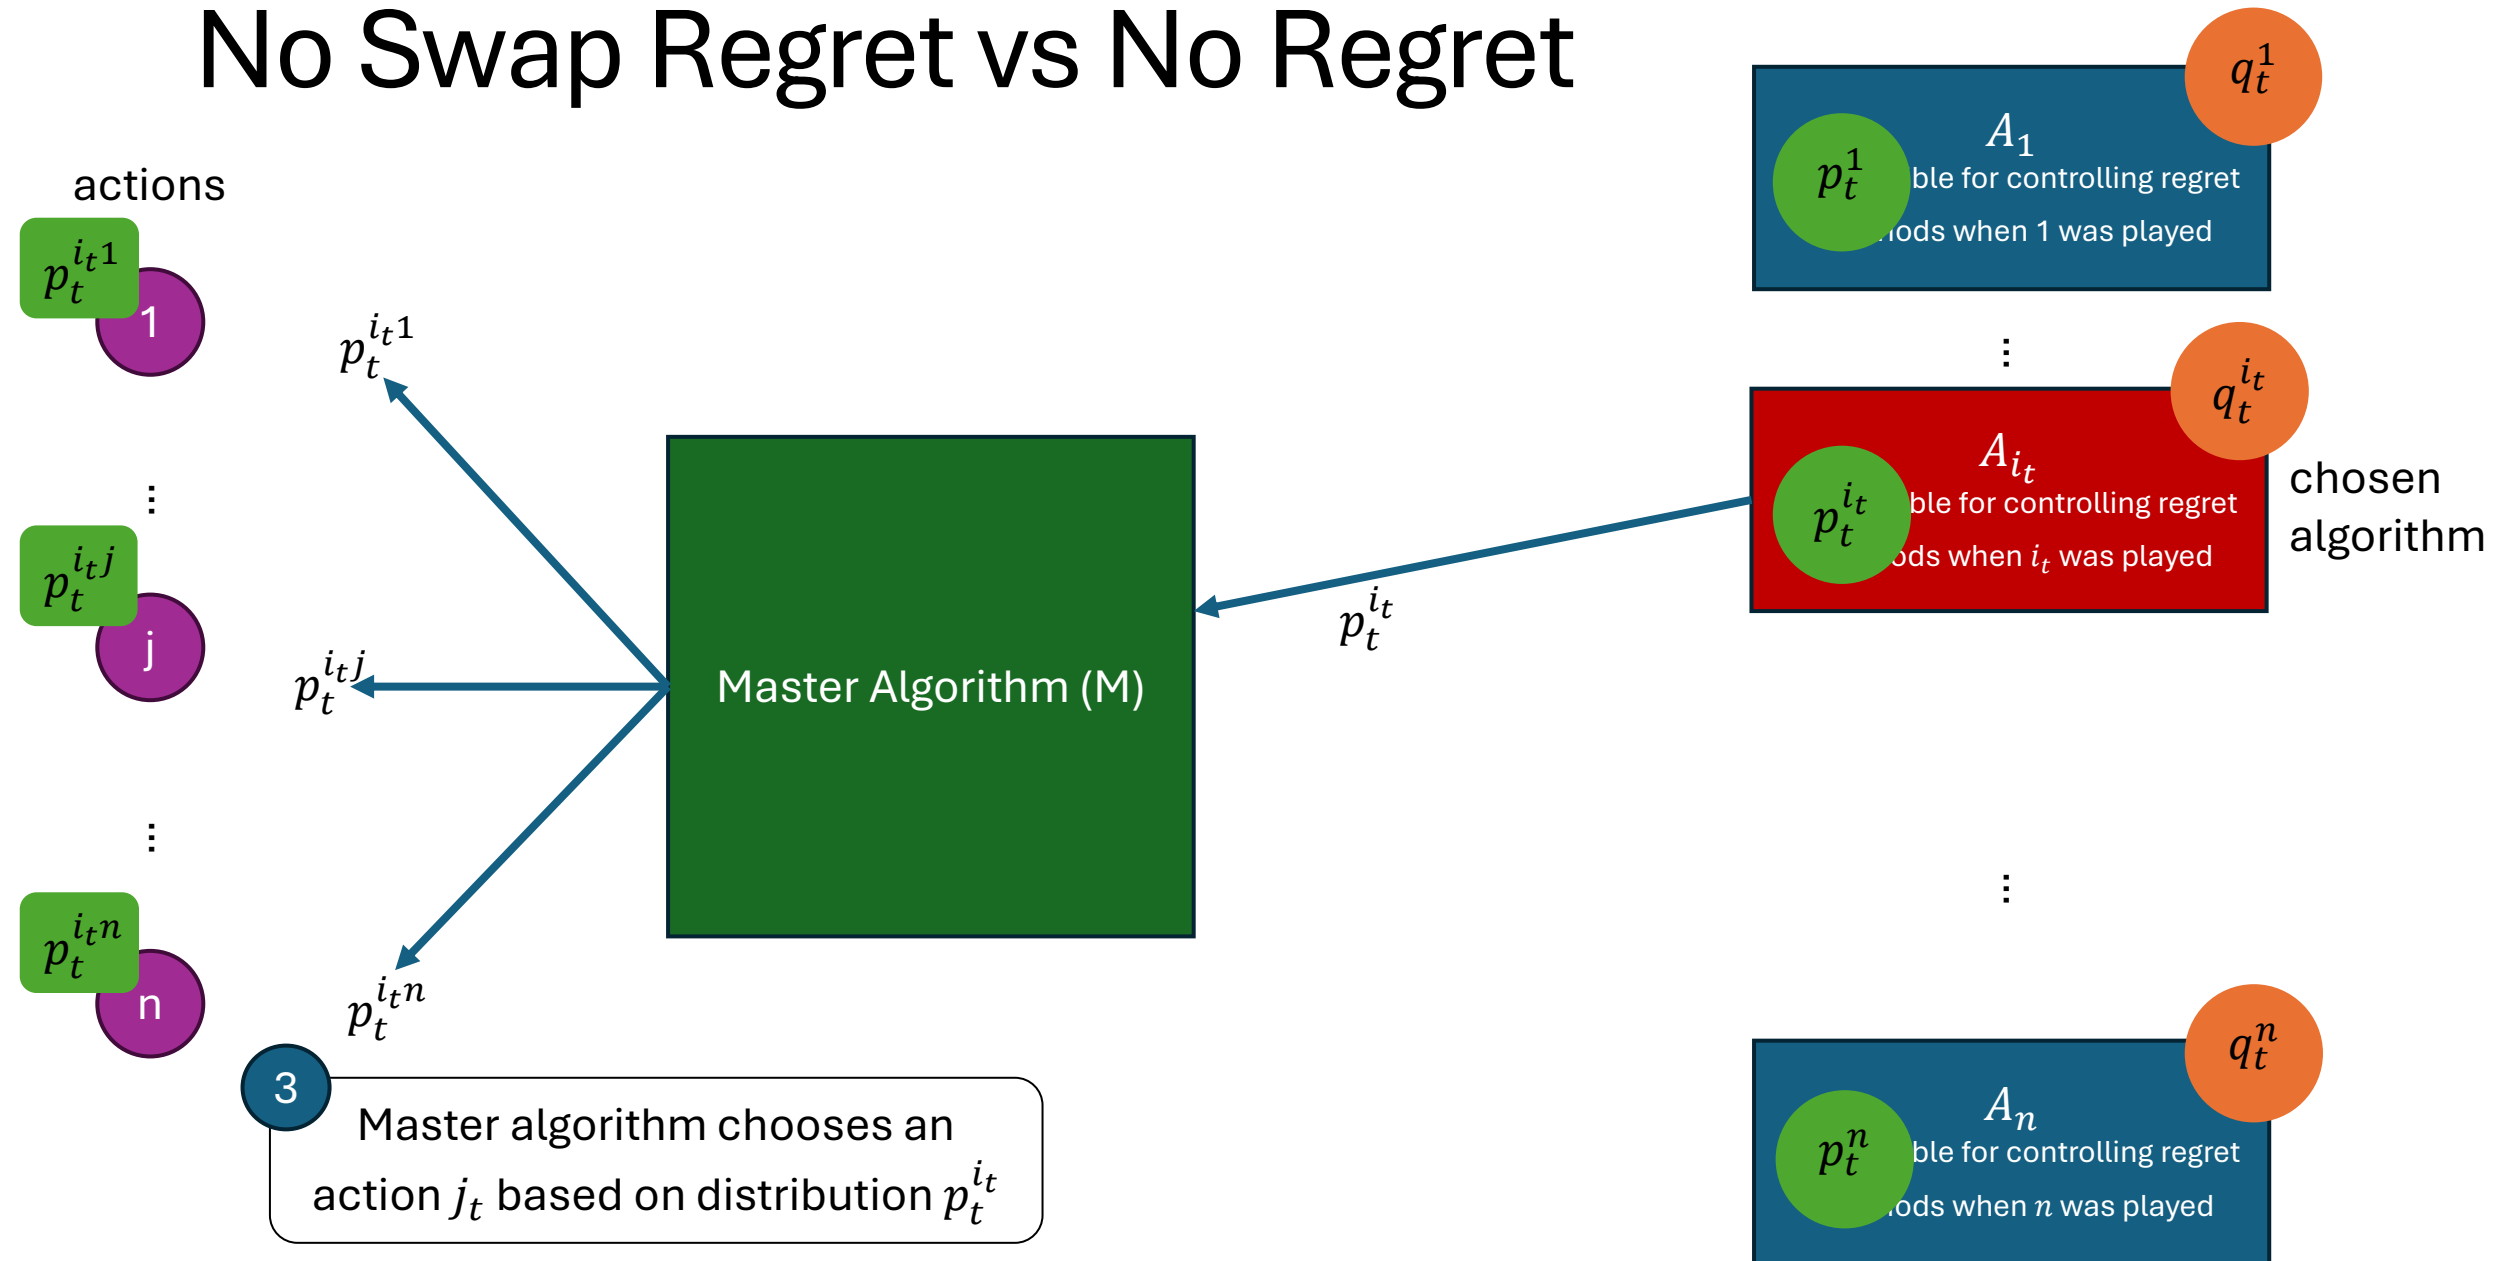 No Swap Regret vs No Regret
actions
$p_t^{i_t 1}$
1
⋮
$p_t^{i_t j}$
j
⋮
$p_t^{i_t n}$
n
$p_t^{i_t 1}$
$p_t^{i_t j}$
$p_t^{i_t n}$
Master Algorithm (M)
$p_t^{i_t}$
3
Master algorithm chooses an
action $j_t$ based on distribution $p_t^{i_t}$
$q_t^1$
$A_1$
$p_t^1$
ble for controlling regret
ods when 1 was played
⋮
$q_t^{i_t}$
$A_{i_t}$
$p_t^{i_t}$
ble for controlling regret
ods when $i_t$ was played
chosen
algorithm
⋮
$q_t^n$
$A_n$
$p_t^n$
ble for controlling regret
ods when $n$ was played